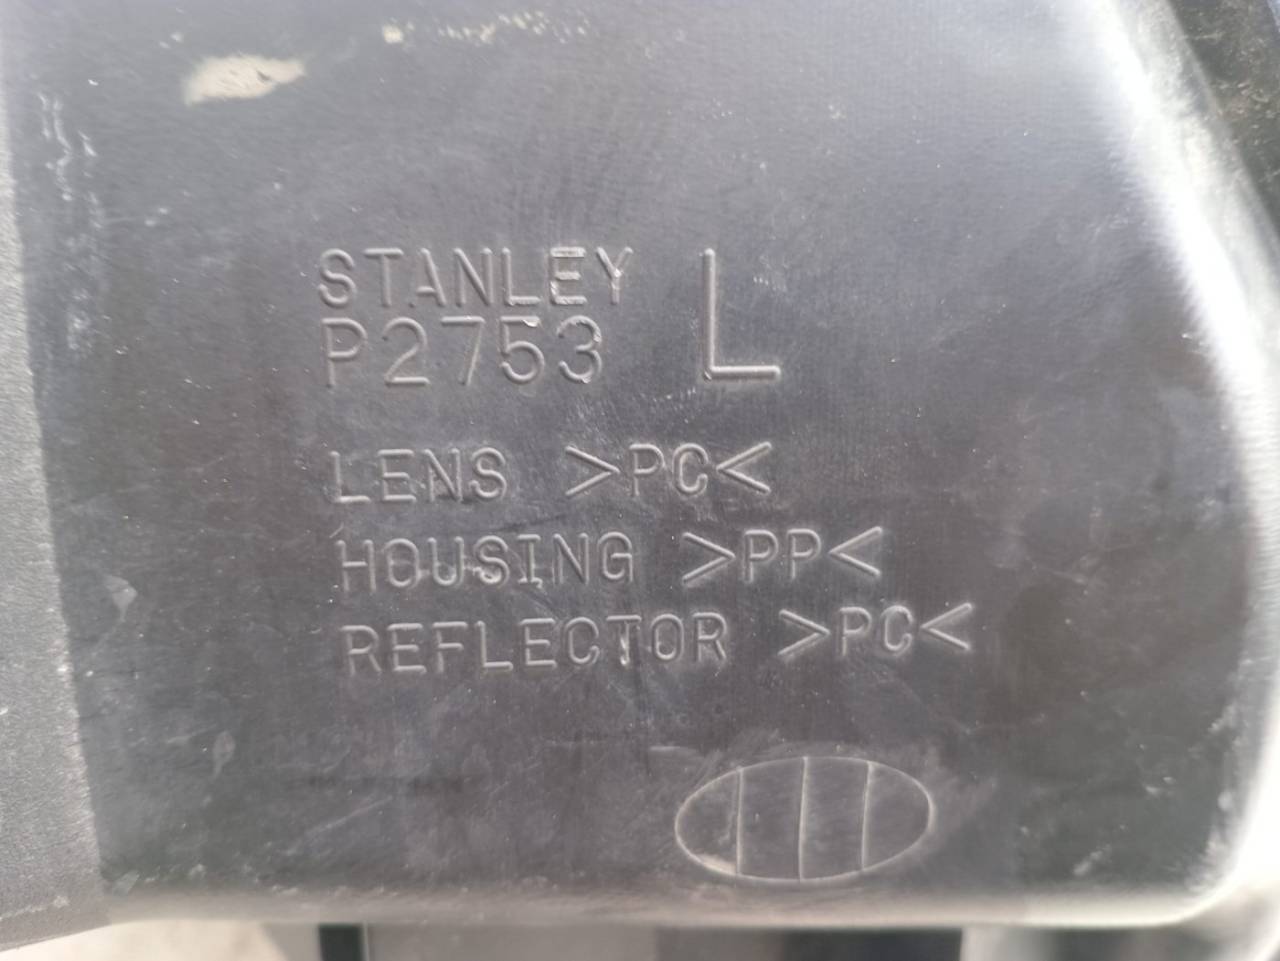 STANLEY L
P2753
LENS >PC<
HOUSING >PP<
REFLECTOR >PC<